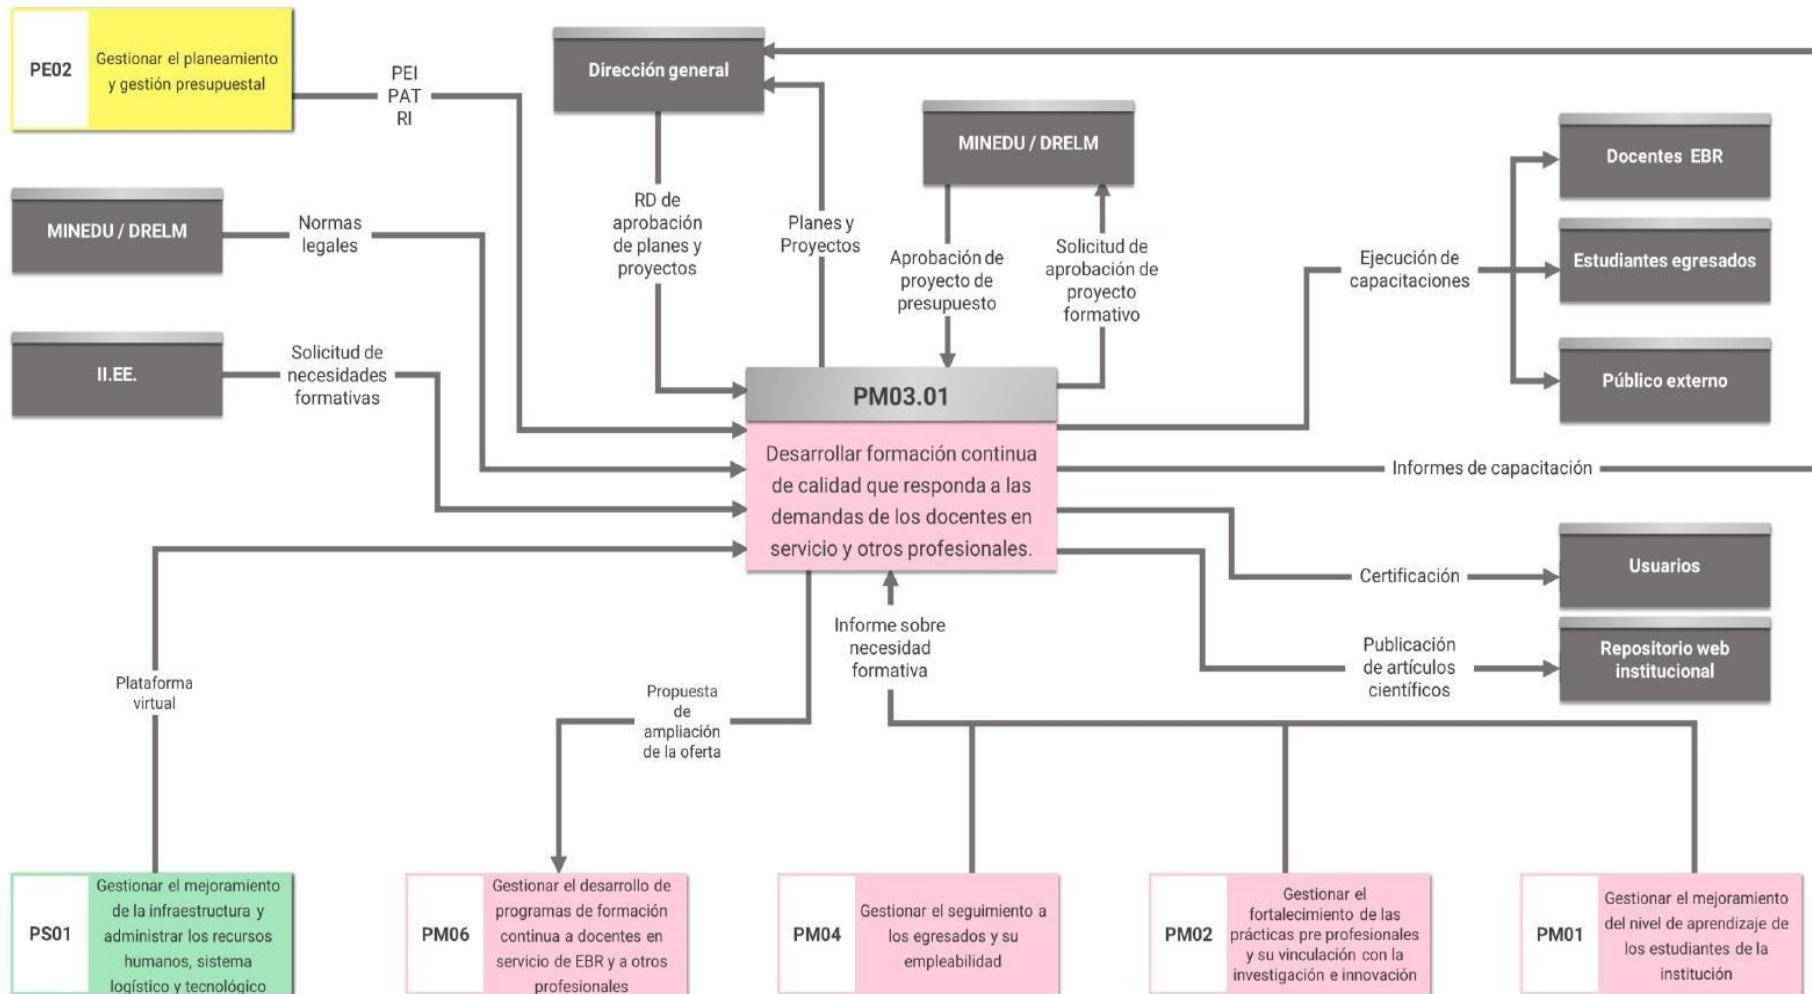 PE02
Gestionar el planeamiento
y gestión presupuestal
PEI
PAT
RI
Dirección general
MINEDU / DRELM
Docentes EBR
MINEDU / DRELM
Normas
legales
RD de
aprobación
de planes y
proyectos
Planes y
Proyectos
Aprobación de
proyecto de
presupuesto
Solicitud de
aprobación de
proyecto
formativo
Ejecución de
capacitaciones
Estudiantes egresados
II.EE.
Solicitud de
necesidades
formativas
Público externo
PM03.01
Desarrollar formación continua
de calidad que responda a las
demandas de los docentes en
servicio y otros profesionales.
Informes de capacitación
Certificación
Usuarios
Publicación
de artículos
científicos
Repositorio web
institucional
Informe sobre
necesidad
formativa
Plataforma
virtual
Propuesta
de
ampliación
de la oferta
PS01
Gestionar el mejoramiento
de la infraestructura y
administrar los recursos
humanos, sistema
logístico y tecnológico
PM06
Gestionar el desarrollo de
programas de formación
continua a docentes en
servicio de EBR y a otros
profesionales
PM04
Gestionar el seguimiento a
los egresados y su
empleabilidad
PM02
Gestionar el
fortalecimiento de las
prácticas pre profesionales
y su vinculación con la
investigación e innovación
PM01
Gestionar el mejoramiento
del nivel de aprendizaje de
los estudiantes de la
institución